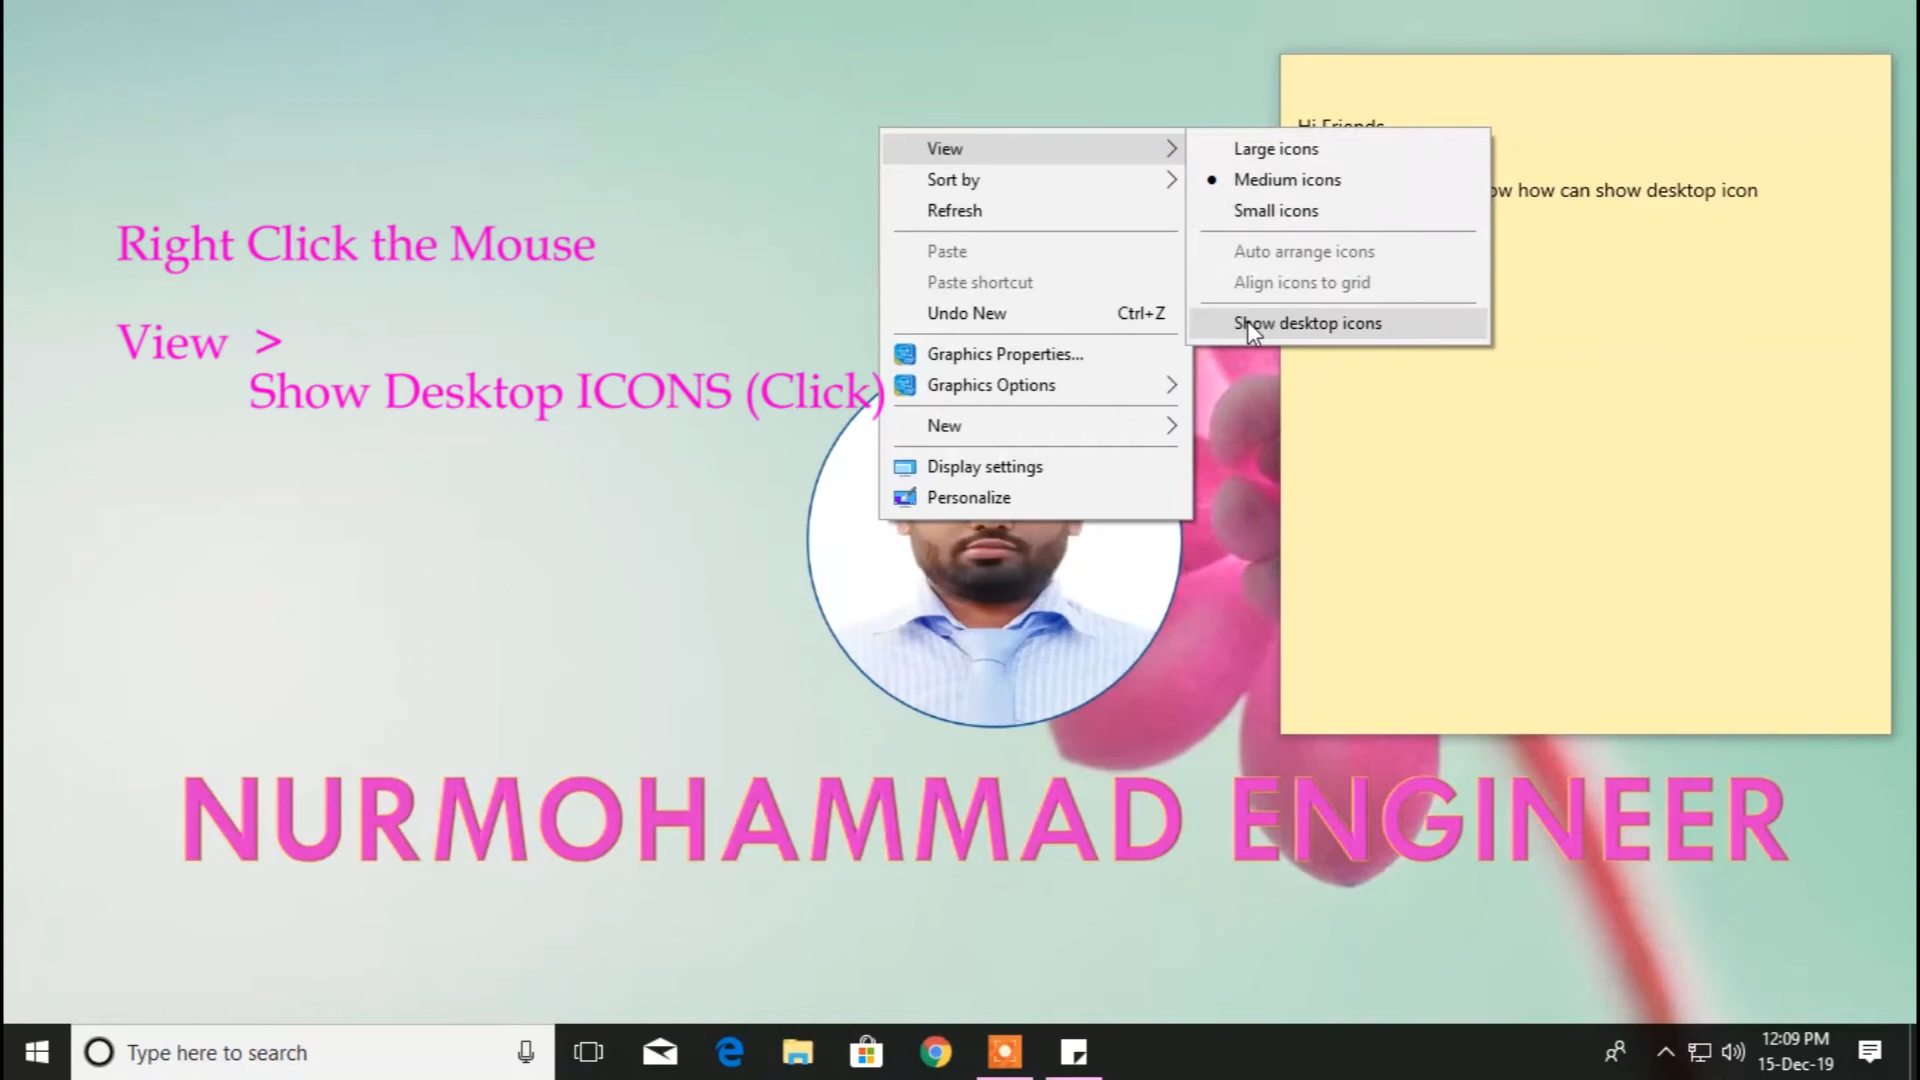 Right Click the Mouse
View >
Show Desktop ICONS (Click)
View
Sort by
Refresh
Paste
Paste shortcut
Undo New Ctrl+Z
Graphics Properties...
Graphics Options
New
Display settings
Personalize
Large icons
Medium icons
Small icons
Auto arrange icons
Align icons to grid
Show desktop icons
Hi Friends
how can show desktop icon
NURMOHAMMAD ENGINEER
Type here to search
12:09 PM
15-Dec-19